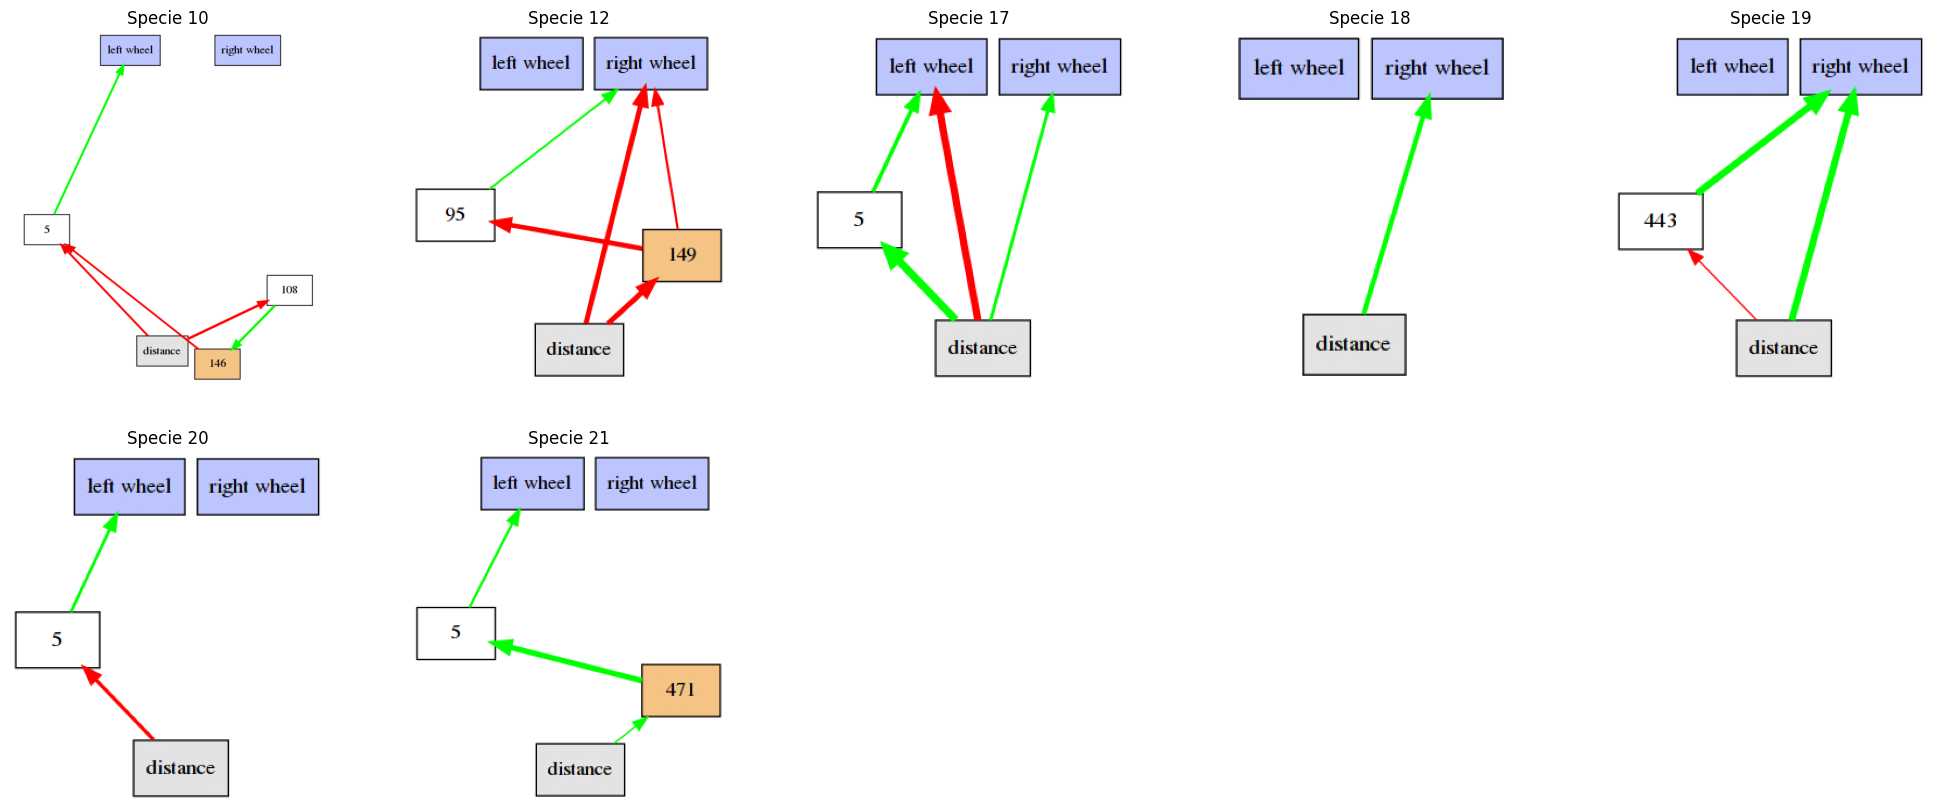 Specie 10
left wheel
right wheel
5
108
distance
146
Specie 12
left wheel
right wheel
95
149
distance
Specie 17
left wheel
right wheel
5
distance
Specie 18
left wheel
right wheel
distance
Specie 19
left wheel
right wheel
443
distance
Specie 20
left wheel
right wheel
5
distance
Specie 21
left wheel
right wheel
5
471
distance